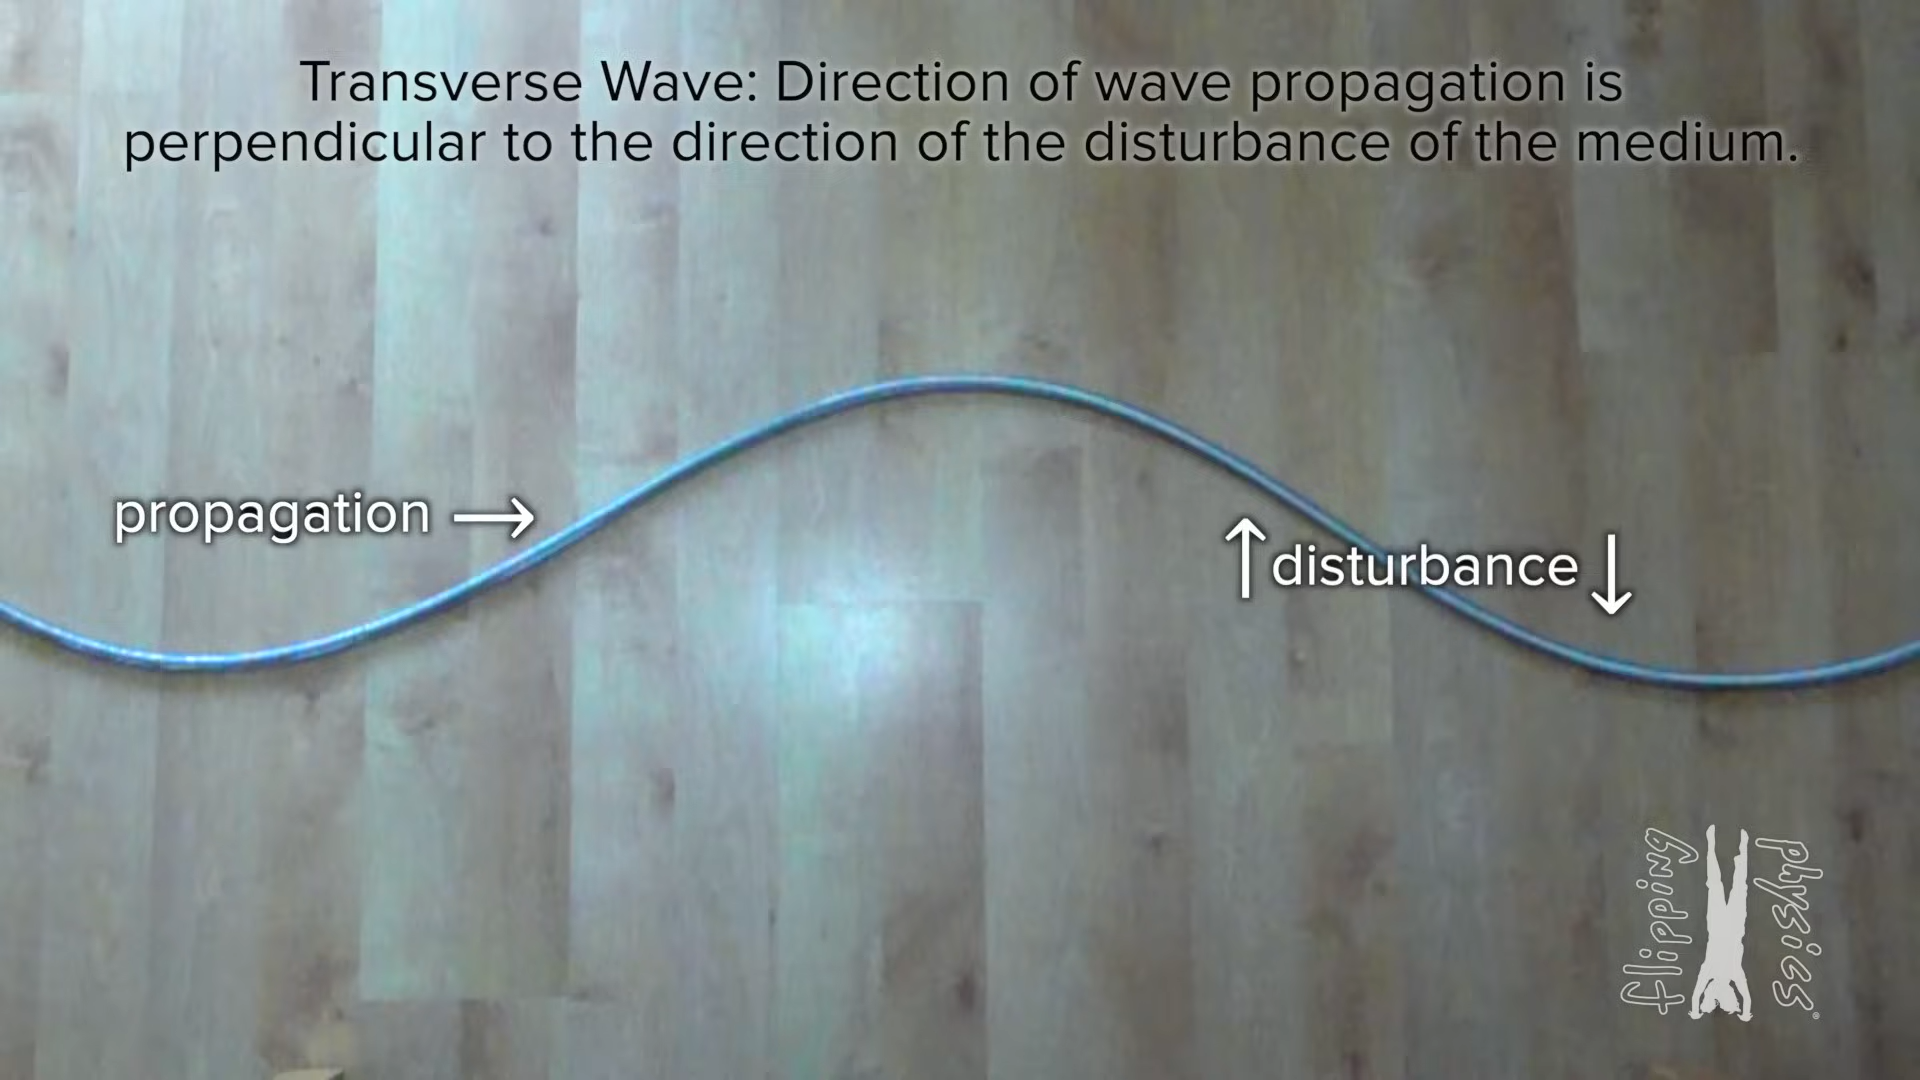 Transverse Wave: Direction of wave propagation is
perpendicular to the direction of the disturbance of the medium.
propagation →
↑ disturbance ↓
flipping physics®